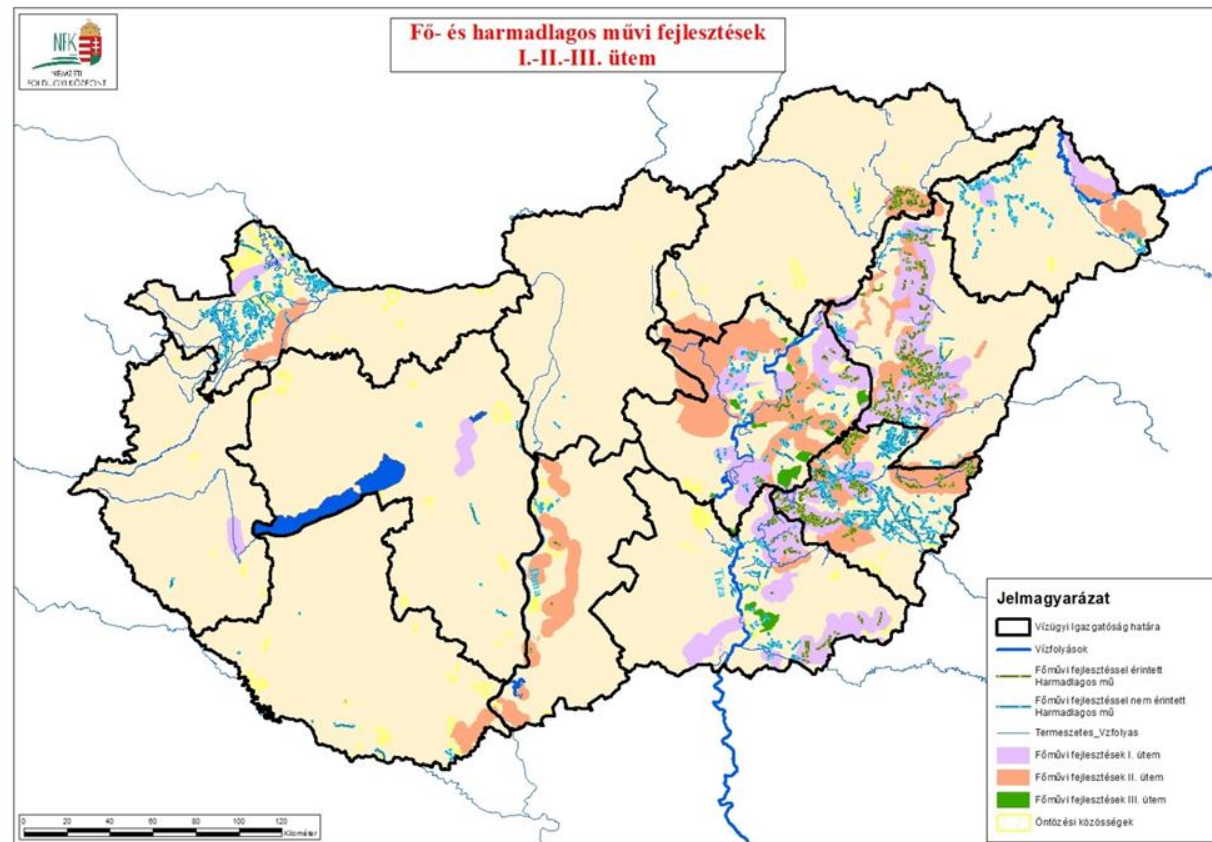 NFK
NEMZETI
FÖLDÜGYI KÖZPONT
Fő- és harmadlagos művi fejlesztések
I.-II.-III. ütem
Duna
Tisza
Jelmagyarázat
Vízügyi Igazgatóság határa
Vízfolyások
Főművi fejlesztéssel érintett
Harmadlagos mű
Főművi fejlesztéssel nem érintett
Harmadlagos mű
Termeszetes_Vzfolyas
Főművi fejlesztések I. ütem
Főművi fejlesztések II. ütem
Főművi fejlesztések III. ütem
Öntözési közösségek
0 20 40 60 80 100 120
Kilométer